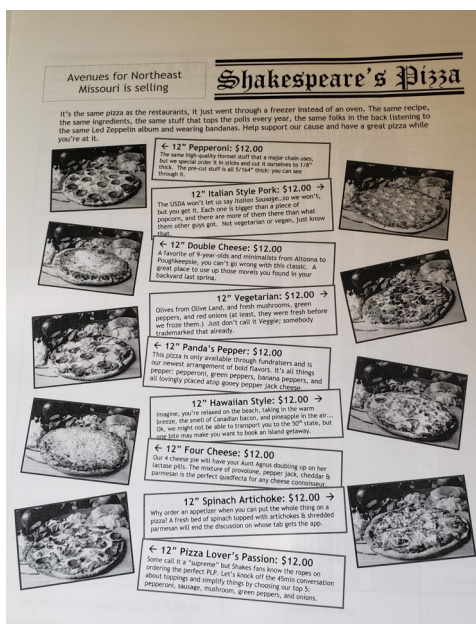 Avenues for Northeast
Missouri is selling
Shakespeare's Pizza
It's the same pizza as the restaurants, it just went through a freezer instead of an oven. The same recipe,
the same ingredients, the same stuff that tops the polls every year, the same folks in the back listening to
the same Led Zeppelin album and wearing bandanas. Help support our cause and have a great pizza while
you're at it.
← 12" Pepperoni: $12.00
The same high-quality Hormel stuff that a major chain uses,
but we special order it in sticks and cut it ourselves to 1/8"
thick. The pre-cut stuff is all 5/164" thick: you can see
through it.
12" Italian Style Pork: $12.00 →
The USDA won't let us say Italian Sausage...so we won't,
but you get it. Each one is bigger than a piece of
popcorn, and there are more of them there than what
them other guys got. Not vegetarian or vegan, just know
that.
← 12" Double Cheese: $12.00
A favorite of 9-year-olds and minimalists from Altoona to
Poughkeepsie, you can't go wrong with this classic. A
great place to use up those morels you found in your
backyard last spring.
12" Vegetarian: $12.00 →
Olives from Olive Land, and fresh mushrooms, green
peppers, and red onions (at least, they were fresh before
we froze them.) Just don't call it Veggie; somebody
trademarked that already.
← 12" Panda's Pepper: $12.00
This pizza is only available through fundraisers and is
our newest arrangement of bold flavors. It's all things
pepper: pepperoni, green peppers, banana peppers, and
all lovingly placed atop gooey pepper jack cheese.
12" Hawaiian Style: $12.00 →
Imagine, you're relaxed on the beach, taking in the warm
breeze, the smell of Canadian bacon, and pineapple in the air...
Ok, we might not be able to transport you to the 50th state, but
one bite may make you want to book an island getaway.
← 12" Four Cheese: $12.00
Our 4 cheese pie will have your Aunt Agnus doubling up on her
lactase pills. The mixture of provolone, pepper jack, cheddar &
parmesan is the perfect quadfecta for any cheese connoisseur.
12" Spinach Artichoke: $12.00 →
Why order an appetizer when you can put the whole thing on a
pizza! A fresh bed of spinach topped with artichokes & shredded
parmesan will end the discussion on whose tab gets the app.
← 12" Pizza Lover's Passion: $12.00
Some call it a "supreme" but Shakes fans know the ropes on
ordering the perfect PLP. Let's knock off the 45min conversation
about toppings and simplify things by choosing our top 5:
pepperoni, sausage, mushroom, green peppers, and onions.